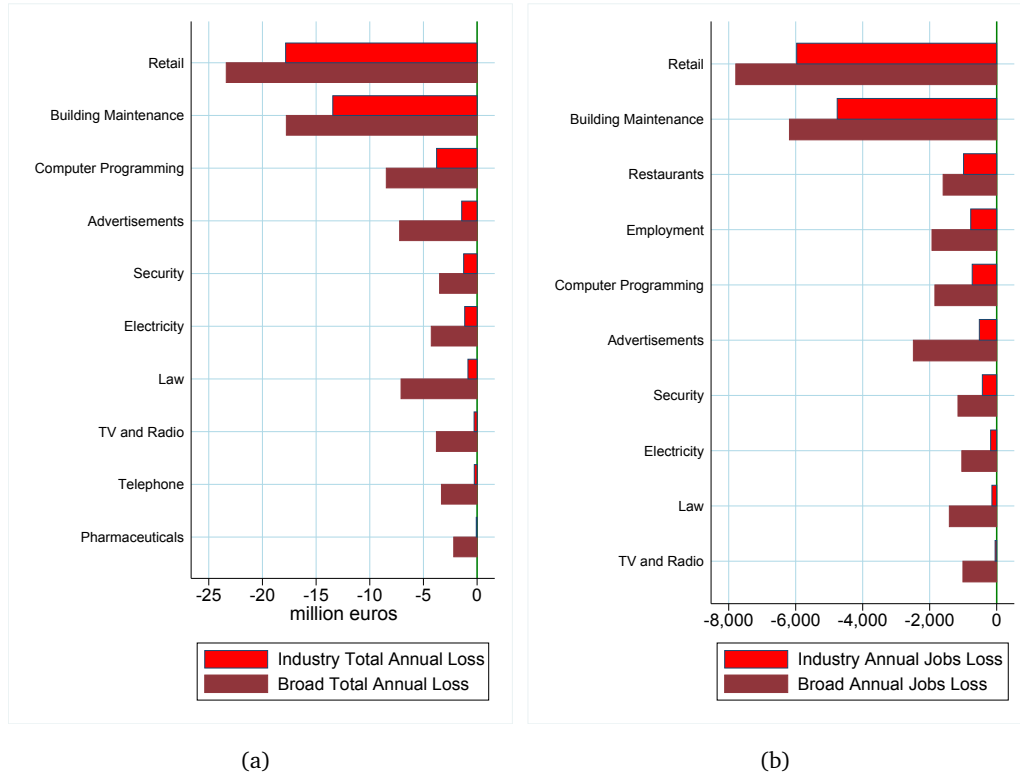 Retail
Building Maintenance
Computer Programming
Advertisements
Security
Electricity
Law
TV and Radio
Telephone
Pharmaceuticals
-25 -20 -15 -10 -5 0
million euros
Industry Total Annual Loss
Broad Total Annual Loss
(a)
Retail
Building Maintenance
Restaurants
Employment
Computer Programming
Advertisements
Security
Electricity
Law
TV and Radio
-8,000 -6,000 -4,000 -2,000 0
Industry Annual Jobs Loss
Broad Annual Jobs Loss
(b)